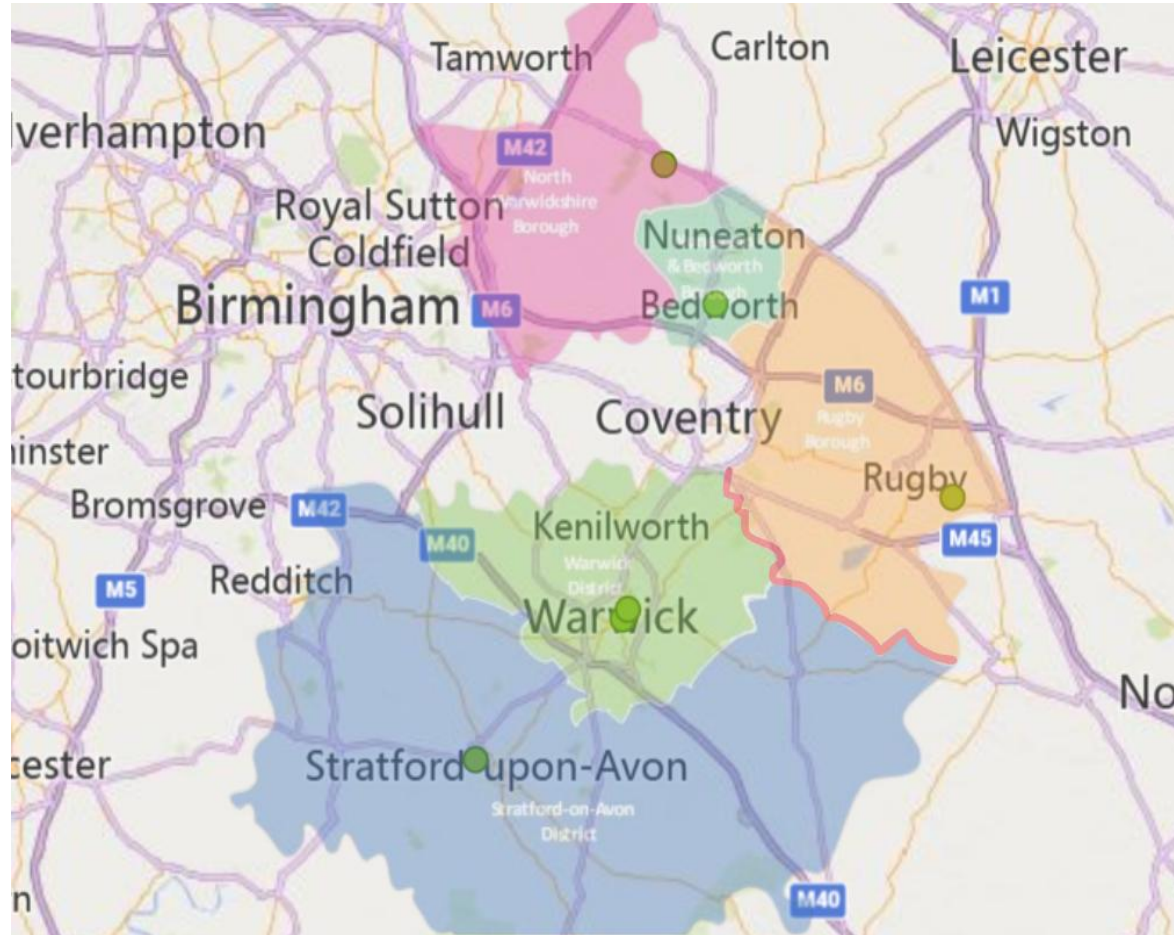 Tamworth
Carlton
Leicester
lverhampton
M42
Wigston
North
Warwickshire
Borough
Royal Sutton
Coldfield
Nuneaton
& Bedworth
Birmingham
M6
Bedworth
M1
tourbridge
M6
Solihull
Coventry
Rugby
Borough
inster
Rugby
Bromsgrove
M42
Kenilworth
M40
M45
Warwick
District
M5
Redditch
Warwick
oitwich Spa
No
cester
Stratford-upon-Avon
Stratford-on-Avon
District
n
M40